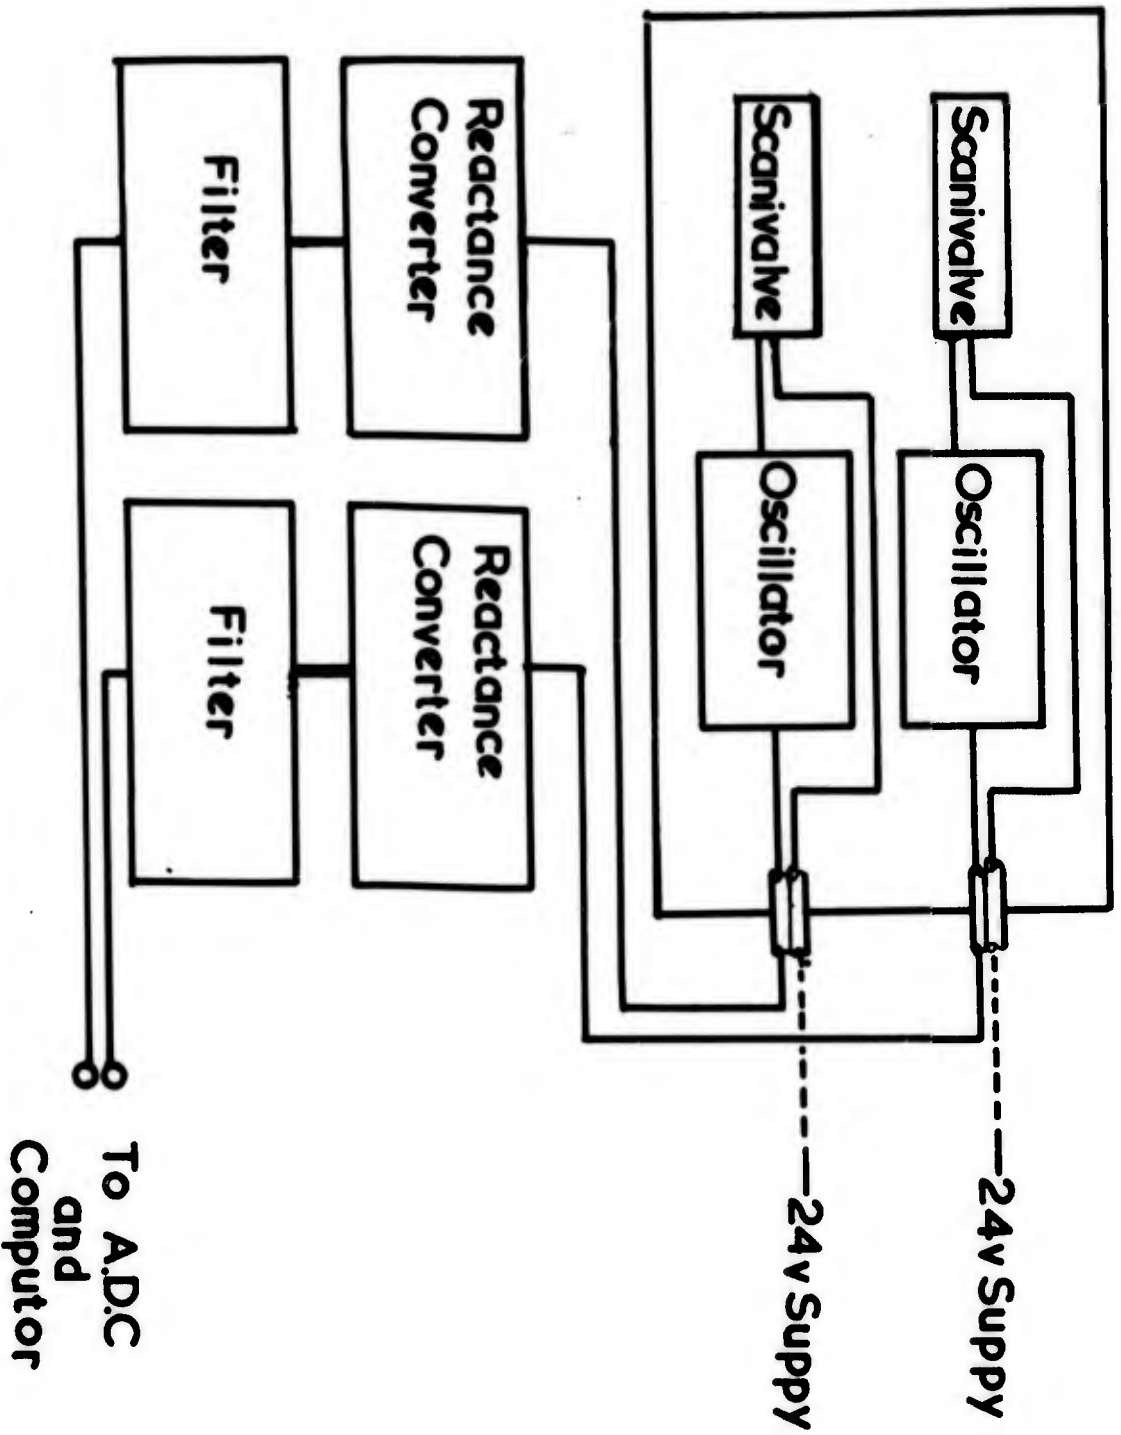 Scanivalve
Oscillator
24v Suppy
Scanivalve
Oscillator
24v Suppy
Reactance
Converter
Reactance
Converter
Filter
Filter
To A.D.C
and
Computor